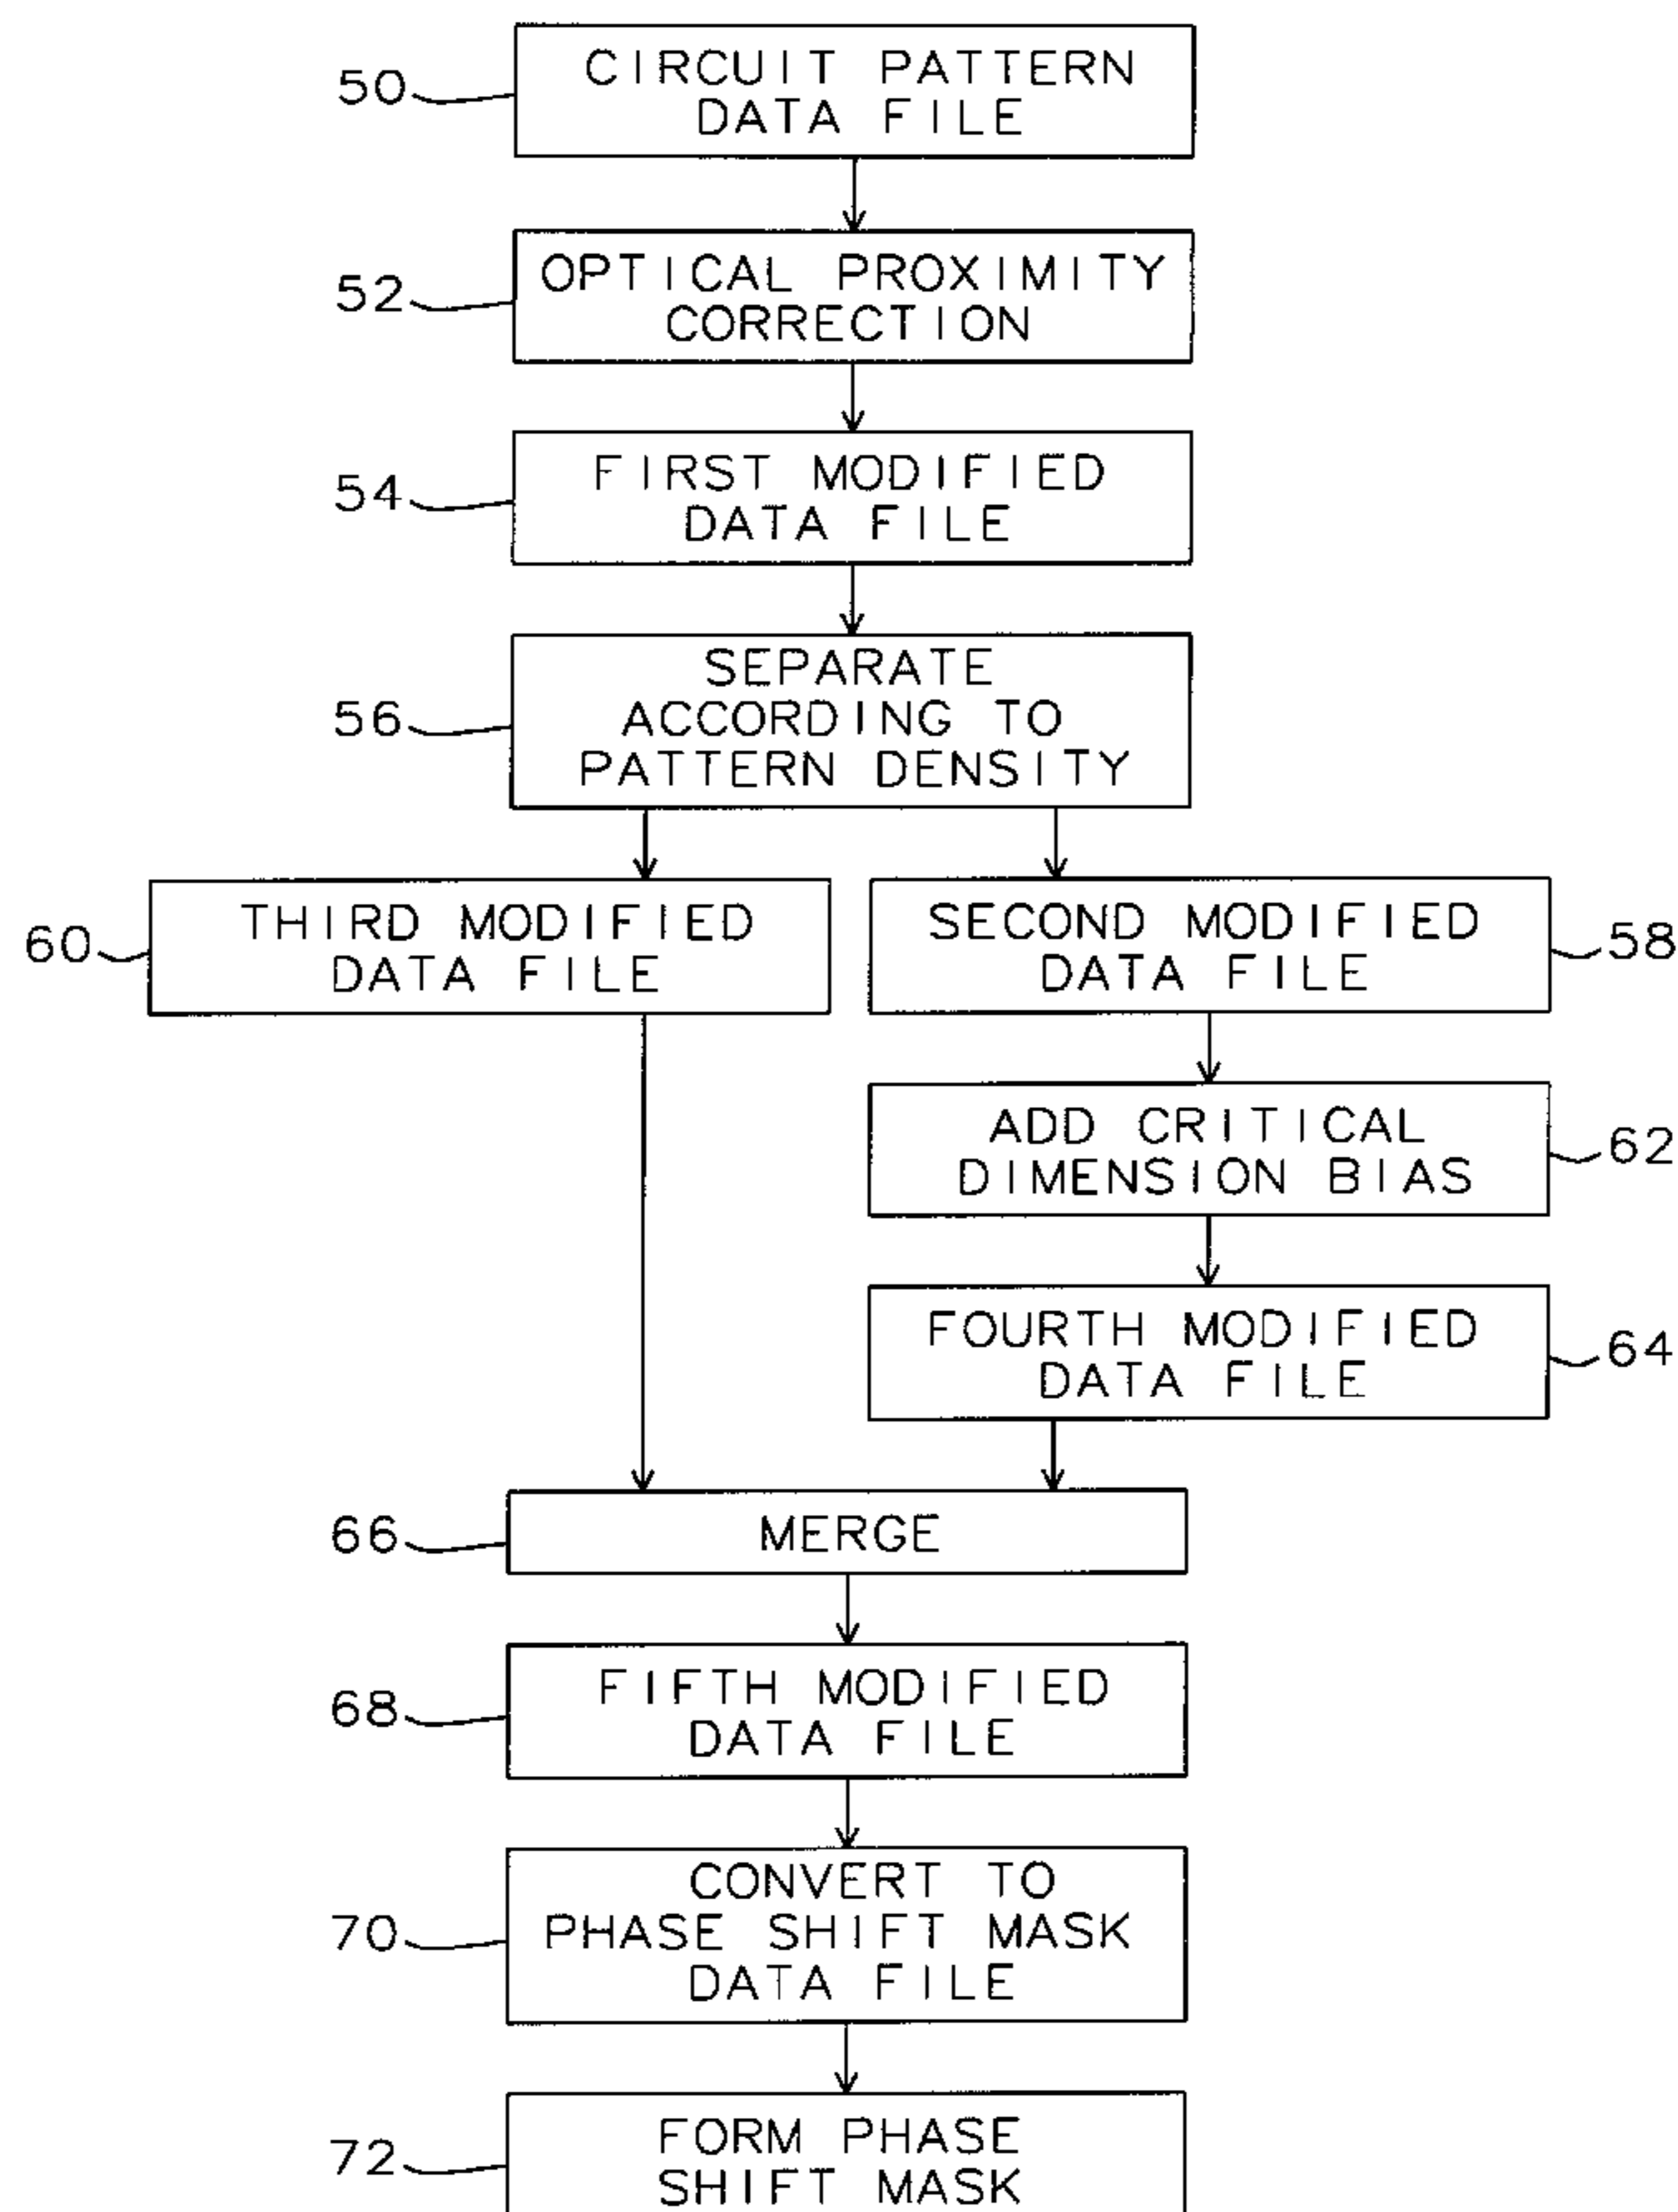 CIRCUIT PATTERN
DATA FILE
50
OPTICAL PROXIMITY
CORRECTION
52
FIRST MODIFIED
DATA FILE
54
SEPARATE
ACCORDING TO
PATTERN DENSITY
56
THIRD MODIFIED
DATA FILE
60
SECOND MODIFIED
DATA FILE
58
ADD CRITICAL
DIMENSION BIAS
62
FOURTH MODIFIED
DATA FILE
64
MERGE
66
FIFTH MODIFIED
DATA FILE
68
CONVERT TO
PHASE SHIFT MASK
DATA FILE
70
FORM PHASE
SHIFT MASK
72